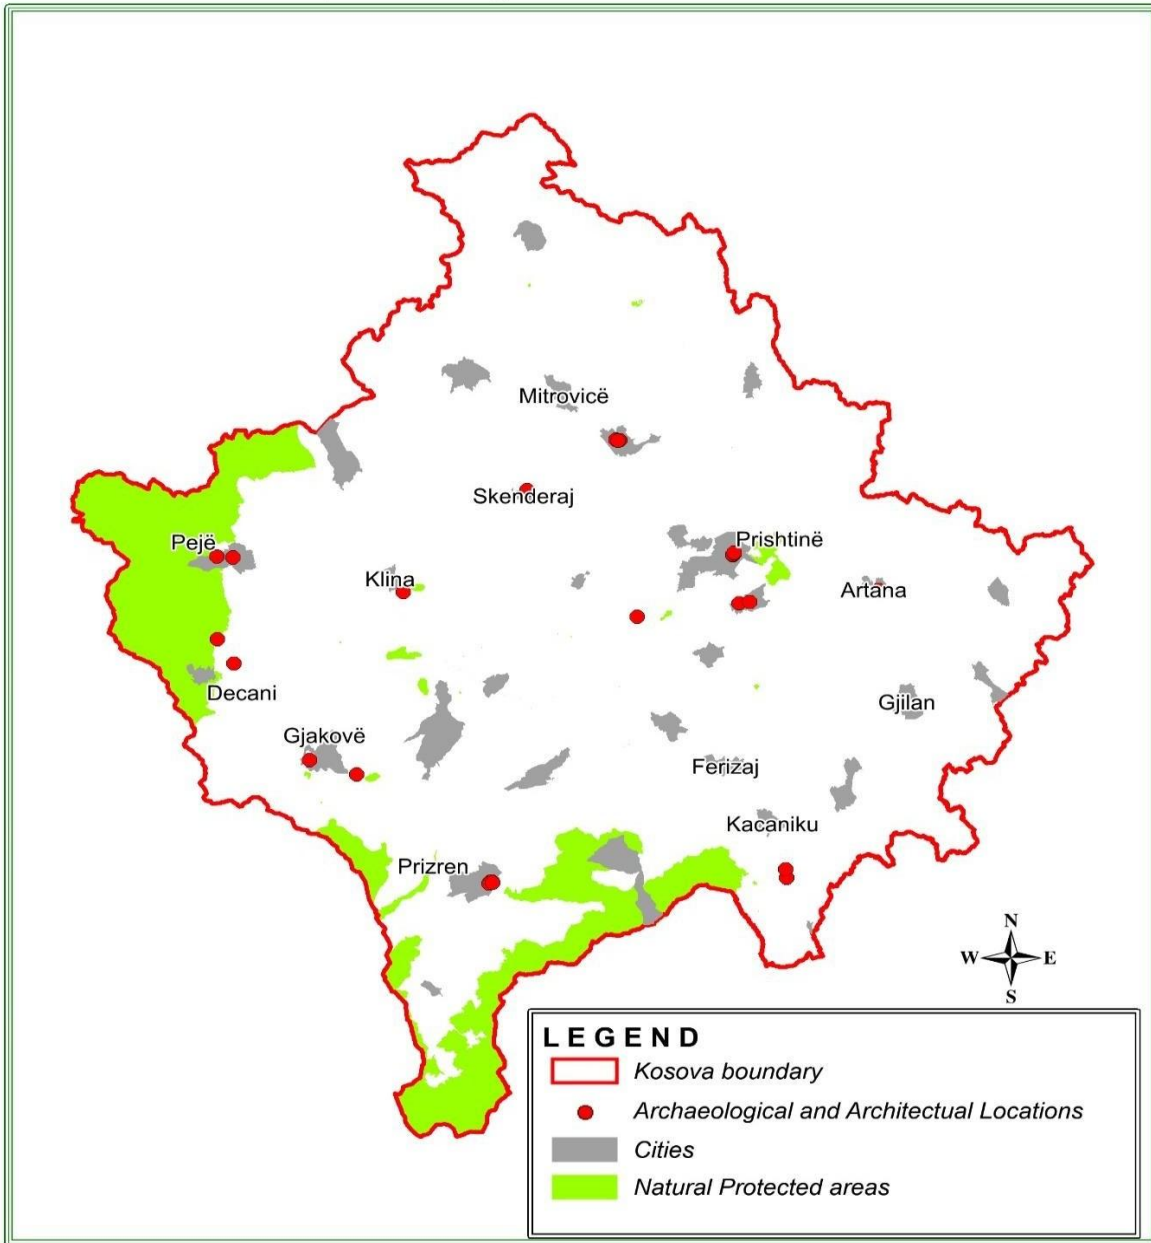 Mitrovicë
Skenderaj
Pejë
Prishtinë
Klina
Artana
Decani
Gjilan
Gjakovë
Ferizaj
Kacaniku
Prizren
N
W E
S
LEGEND
Kosova boundary
Archaeological and Architectual Locations
Cities
Natural Protected areas